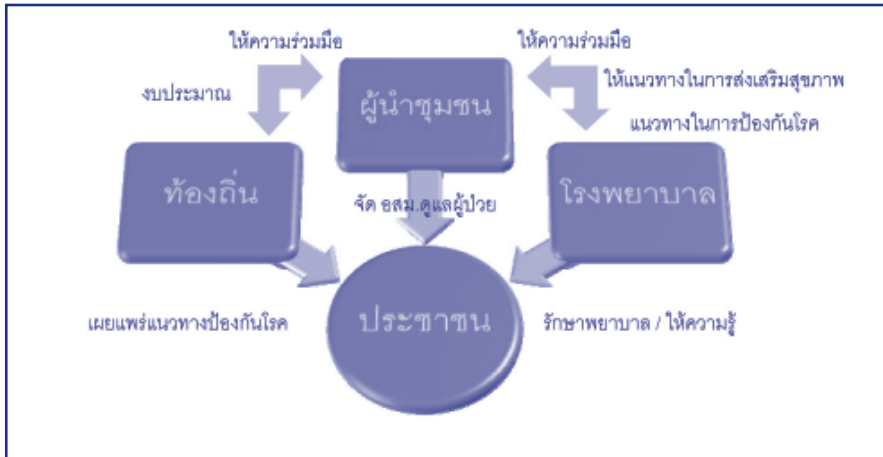 ให้ความร่วมมือ
ให้ความร่วมมือ
งบประมาณ
ผู้นำชุมชน
ให้แนวทางในการส่งเสริมสุขภาพ
แนวทางในการป้องกันโรค
ท้องถิ่น
จัด อสม.ดูแลผู้ป่วย
โรงพยาบาล
เผยแพร่แนวทางป้องกันโรค
ประชาชน
รักษาพยาบาล / ให้ความรู้